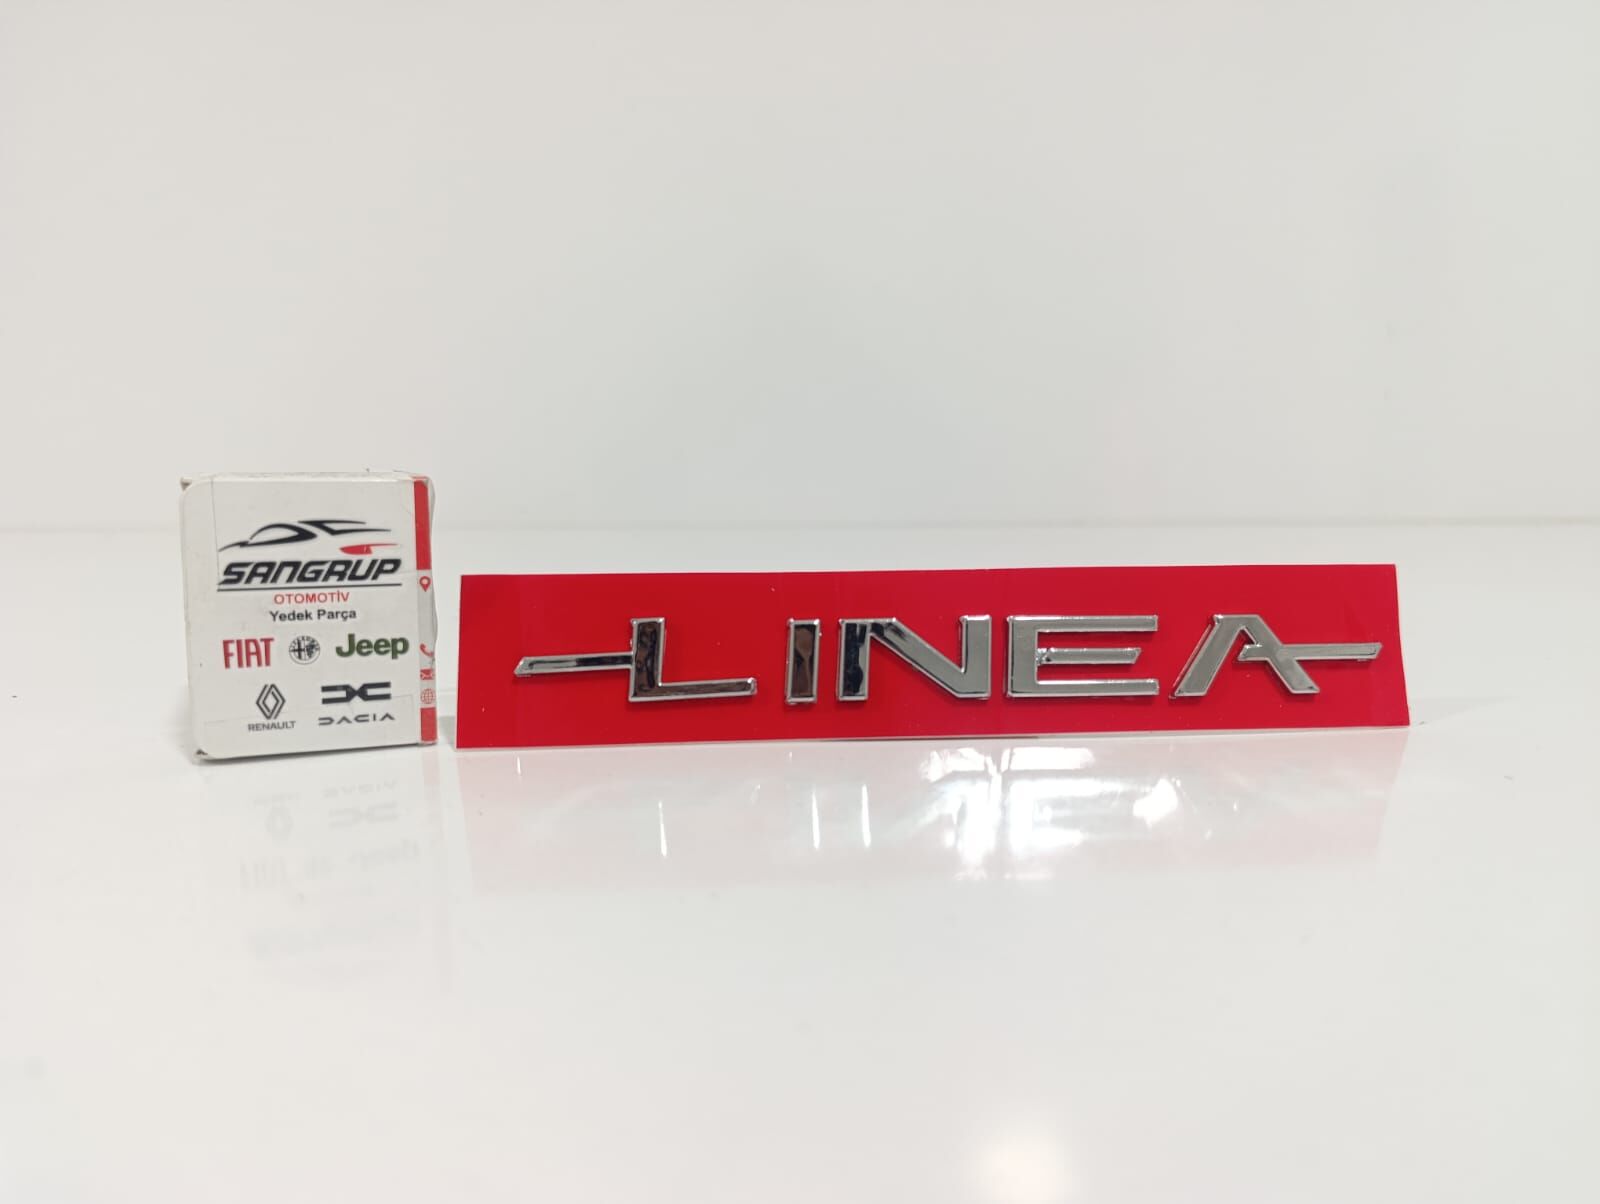 SANGRUP
OTOMOTİV
Yedek Parça
FIAT Jeep
RENAULT DACIA
LINEA